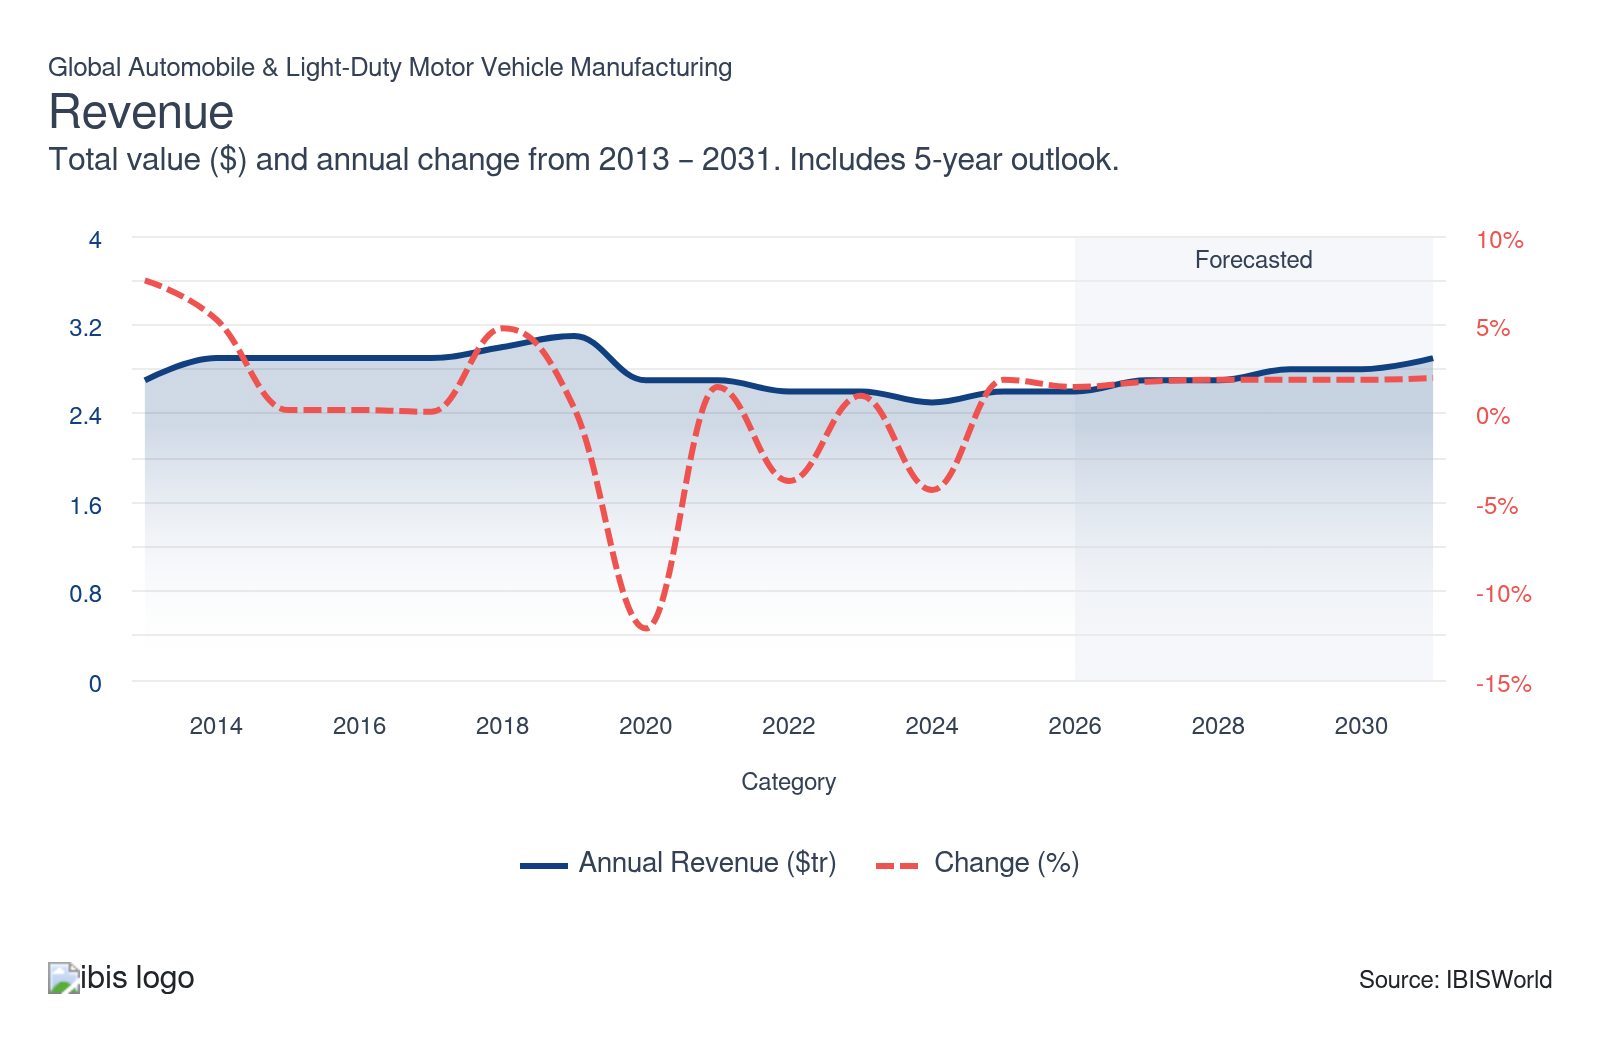 Global Automobile & Light-Duty Motor Vehicle Manufacturing
Revenue
Total value ($) and annual change from 2013 – 2031. Includes 5-year outlook.
4
3.2
2.4
1.6
0.8
0
Forecasted
10%
5%
0%
-5%
-10%
-15%
2014 2016 2018 2020 2022 2024 2026 2028 2030
Category
Annual Revenue ($tr) Change (%)
ibis logo
Source: IBISWorld